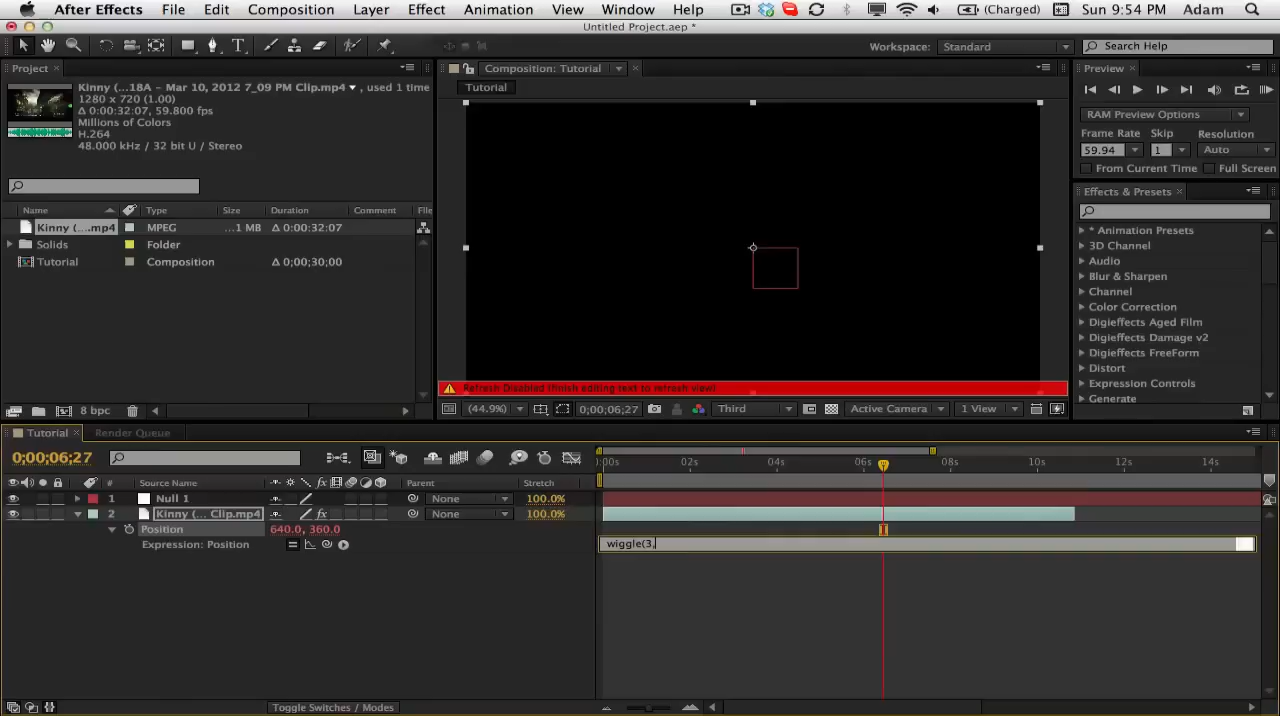 After Effects File Edit Composition Layer Effect Animation View Window Help (Charged) Sun 9:54 PM Adam
Untitled Project.aep *
Workspace: Standard Search Help
Project
Kinny (...18A – Mar 10, 2012 7_09 PM Clip.mp4 , used 1 time
1280 x 720 (1.00)
Δ 0:00:32:07, 59.800 fps
Millions of Colors
H.264
48.000 kHz / 32 bit U / Stereo
Name Type Size Duration Comment File
Kinny (....mp4 MPEG ...1 MB Δ 0:00:32:07
Solids Folder
Tutorial Composition Δ 0;00;30;00
8 bpc
Composition: Tutorial
Tutorial
Refresh Disabled (finish editing text to refresh view)
(44.9%) 0;00;06;27 Third Active Camera 1 View
Preview
RAM Preview Options
Frame Rate Skip Resolution
59.94 1 Auto
From Current Time Full Screen
Effects & Presets
* Animation Presets
3D Channel
Audio
Blur & Sharpen
Channel
Color Correction
Digieffects Aged Film
Digieffects Damage v2
Digieffects FreeForm
Distort
Expression Controls
Generate
Tutorial Render Queue
0;00;06;27
:00s 02s 04s 06s 08s 10s 12s 14s
# Source Name Parent Stretch
1 Null 1 None 100.0%
2 Kinny (... Clip.mp4 None 100.0%
Position 640.0, 360.0
Expression: Position wiggle(3,
Toggle Switches / Modes